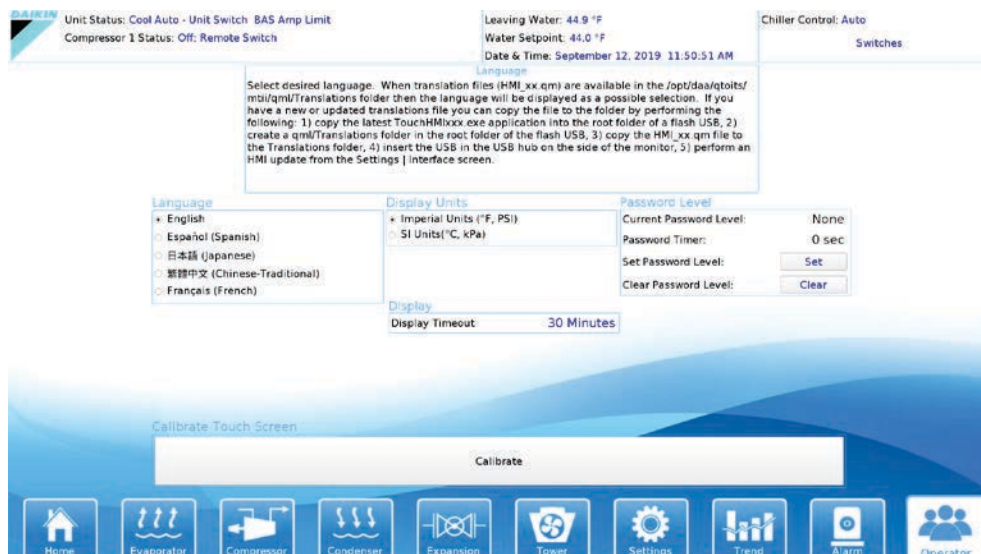 DAIKIN
Unit Status: Cool Auto - Unit Switch BAS Amp Limit
Compressor 1 Status: Off: Remote Switch
Leaving Water: 44.9 °F
Water Setpoint: 44.0 °F
Date & Time: September 12, 2019 11:50:51 AM
Chiller Control: Auto
Switches
Language
Select desired language. When translation files (HMI_xx.qm) are available in the /opt/daa/qtoits/
mtii/qml/Translations folder then the language will be displayed as a possible selection. If you
have a new or updated translations file you can copy the file to the folder by performing the
following: 1) copy the latest TouchHMIxxx.exe application into the root folder of a flash USB, 2)
create a qml/Translations folder in the root folder of the flash USB, 3) copy the HMI_xx.qm file to
the Translations folder, 4) insert the USB in the USB hub on the side of the monitor, 5) perform an
HMI update from the Settings | Interface screen.
Language
English
Español (Spanish)
日本語 (Japanese)
繁體中文 (Chinese-Traditional)
Français (French)
Display Units
Imperial Units (°F, PSI)
SI Units(°C, kPa)
Password Level
Current Password Level: None
Password Timer: 0 sec
Set Password Level: Set
Clear Password Level: Clear
Display
Display Timeout 30 Minutes
Calibrate Touch Screen
Calibrate
Home Evaporator Compressor Condenser Expansion Tower Settings Trend Alarm Operator